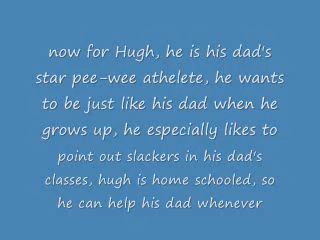 now for Hugh, he is his dad's
star pee-wee athelete, he wants
to be just like his dad when he
grows up, he especially likes to
point out slackers in his dad's
classes, hugh is home schooled, so
he can help his dad whenever